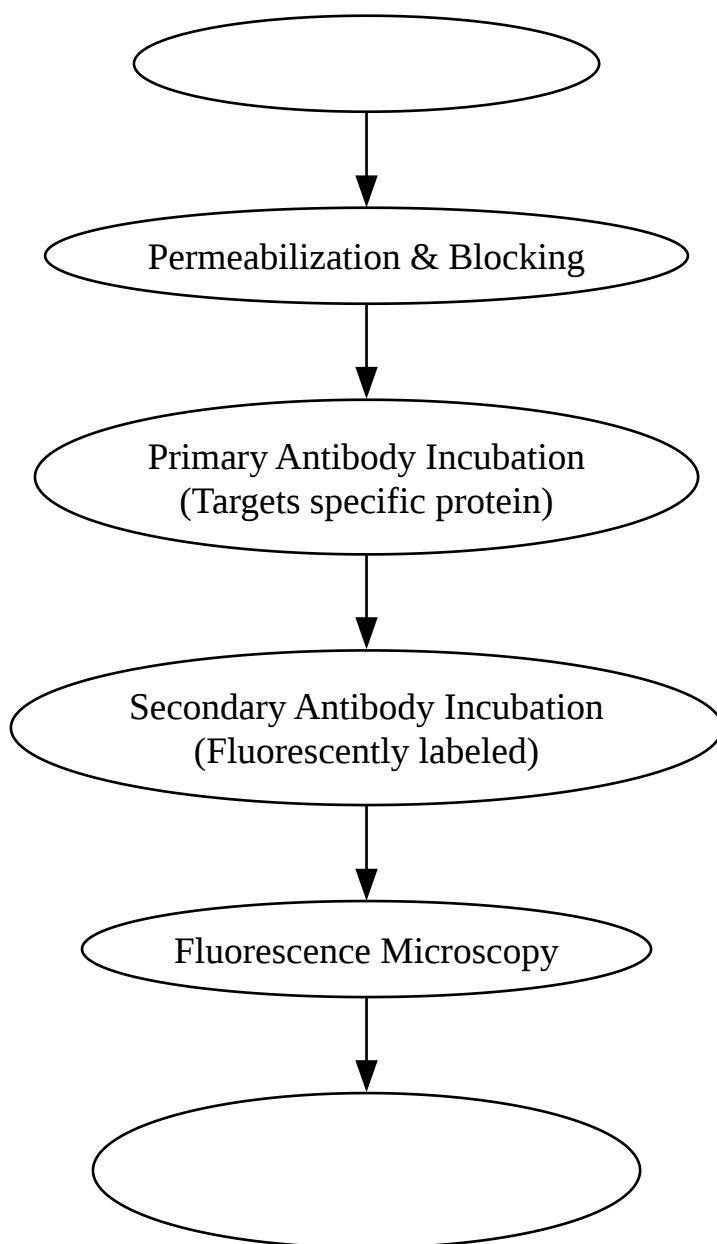 Permeabilization & Blocking
Primary Antibody Incubation
(Targets specific protein)
Secondary Antibody Incubation
(Fluorescently labeled)
Fluorescence Microscopy